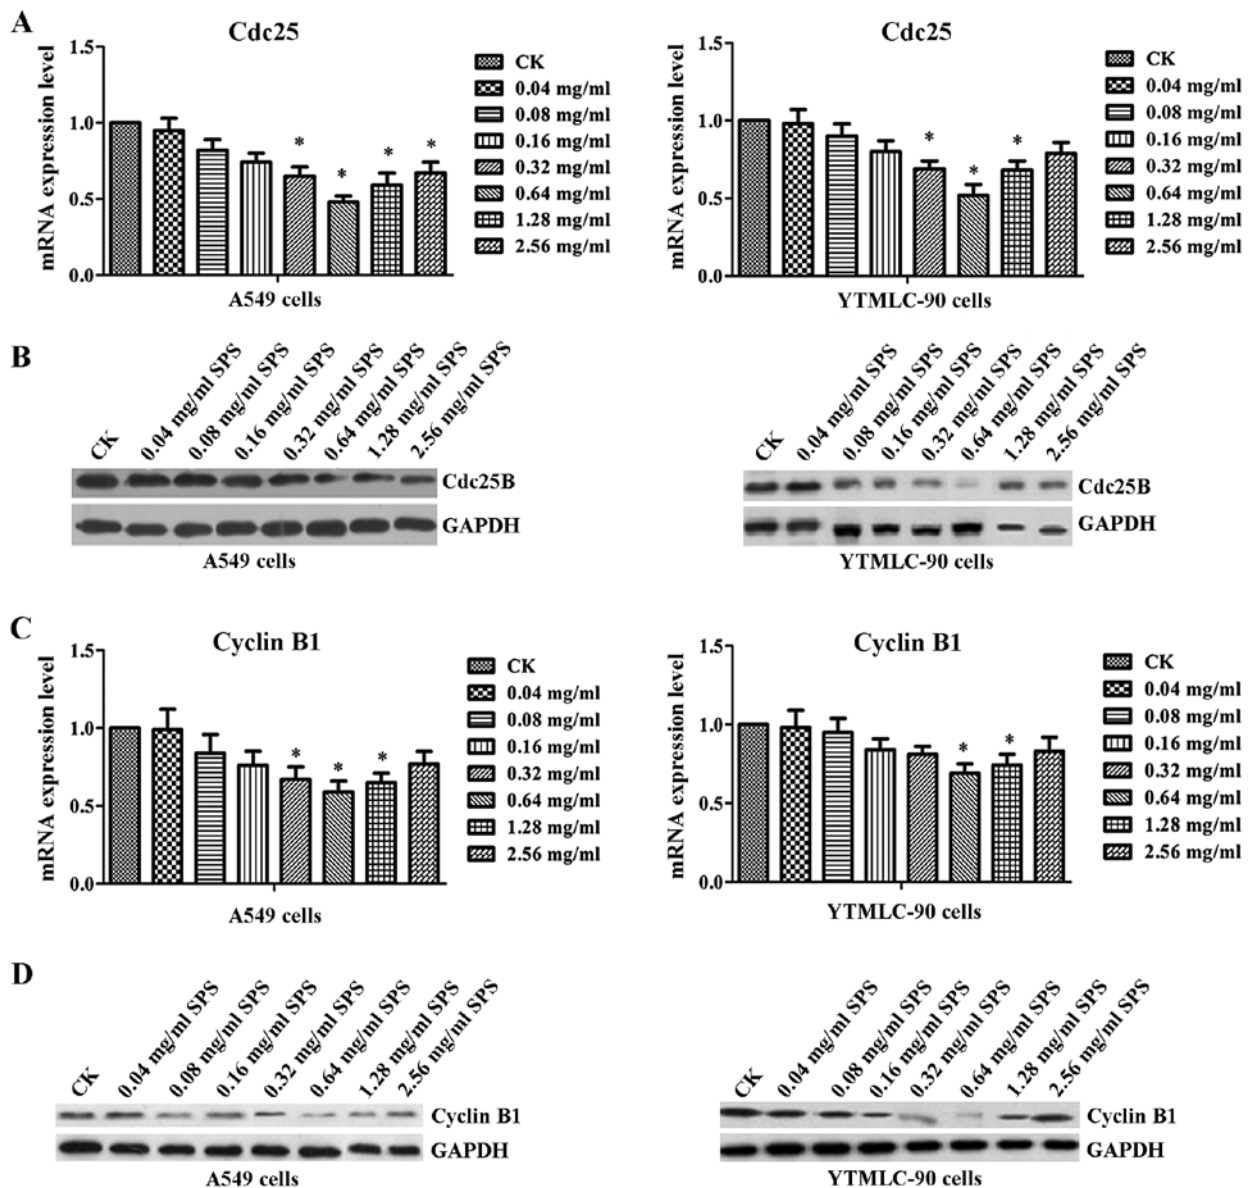 A
Cdc25
mRNA expression level
1.5
1.0
0.5
0.0
* * * *
A549 cells
CK
0.04 mg/ml
0.08 mg/ml
0.16 mg/ml
0.32 mg/ml
0.64 mg/ml
1.28 mg/ml
2.56 mg/ml
Cdc25
mRNA expression level
1.5
1.0
0.5
0.0
* * *
YTMLC-90 cells
CK
0.04 mg/ml
0.08 mg/ml
0.16 mg/ml
0.32 mg/ml
0.64 mg/ml
1.28 mg/ml
2.56 mg/ml
B
CK
0.04 mg/ml SPS
0.08 mg/ml SPS
0.16 mg/ml SPS
0.32 mg/ml SPS
0.64 mg/ml SPS
1.28 mg/ml SPS
2.56 mg/ml SPS
Cdc25B
GAPDH
A549 cells
CK
0.04 mg/ml SPS
0.08 mg/ml SPS
0.16 mg/ml SPS
0.32 mg/ml SPS
0.64 mg/ml SPS
1.28 mg/ml SPS
2.56 mg/ml SPS
Cdc25B
GAPDH
YTMLC-90 cells
C
Cyclin B1
mRNA expression level
1.5
1.0
0.5
0.0
* * *
A549 cells
CK
0.04 mg/ml
0.08 mg/ml
0.16 mg/ml
0.32 mg/ml
0.64 mg/ml
1.28 mg/ml
2.56 mg/ml
Cyclin B1
mRNA expression level
1.5
1.0
0.5
0.0
* *
YTMLC-90 cells
CK
0.04 mg/ml
0.08 mg/ml
0.16 mg/ml
0.32 mg/ml
0.64 mg/ml
1.28 mg/ml
2.56 mg/ml
D
CK
0.04 mg/ml SPS
0.08 mg/ml SPS
0.16 mg/ml SPS
0.32 mg/ml SPS
0.64 mg/ml SPS
1.28 mg/ml SPS
2.56 mg/ml SPS
Cyclin B1
GAPDH
A549 cells
CK
0.04 mg/ml SPS
0.08 mg/ml SPS
0.16 mg/ml SPS
0.32 mg/ml SPS
0.64 mg/ml SPS
1.28 mg/ml SPS
2.56 mg/ml SPS
Cyclin B1
GAPDH
YTMLC-90 cells